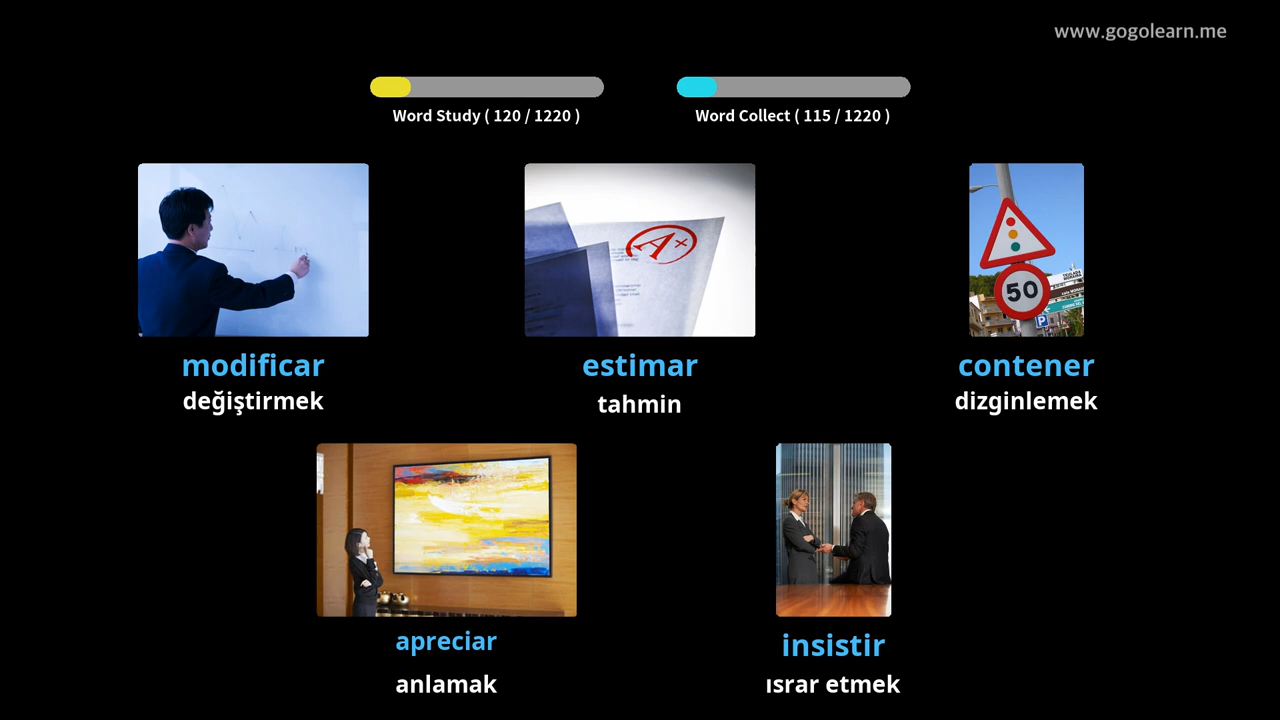 www.gogolearn.me
Word Study ( 120 / 1220 )
Word Collect ( 115 / 1220 )
A+
50
P
modificar
değiştirmek
estimar
tahmin
contener
dizginlemek
apreciar
anlamak
insistir
ısrar etmek